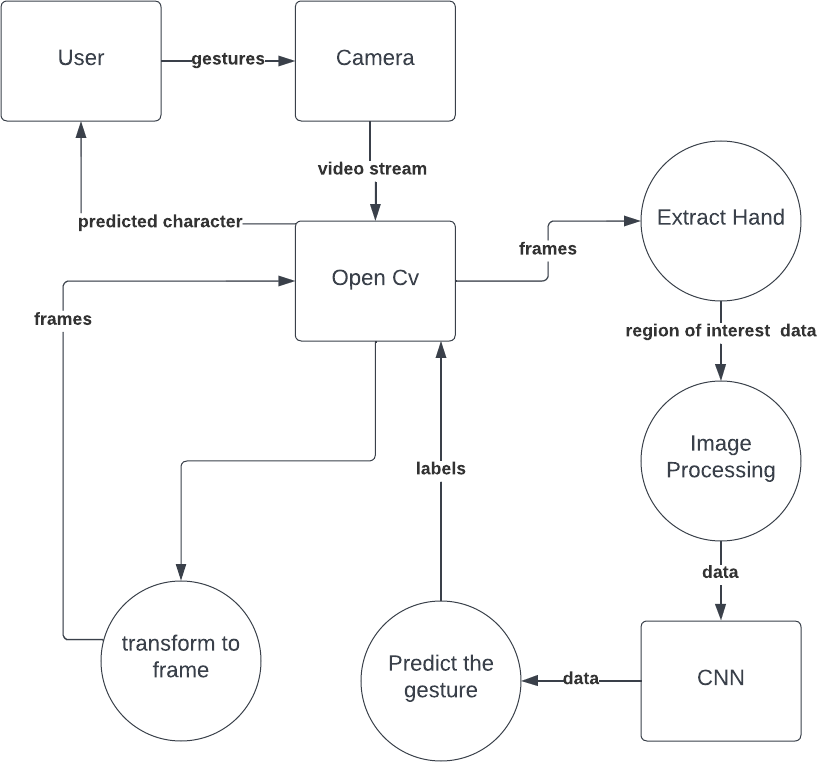 User
gestures
Camera
video stream
predicted character
Open Cv
frames
Extract Hand
frames
region of interest  data
Image
Processing
labels
data
transform to
frame
Predict the
gesture
data
CNN